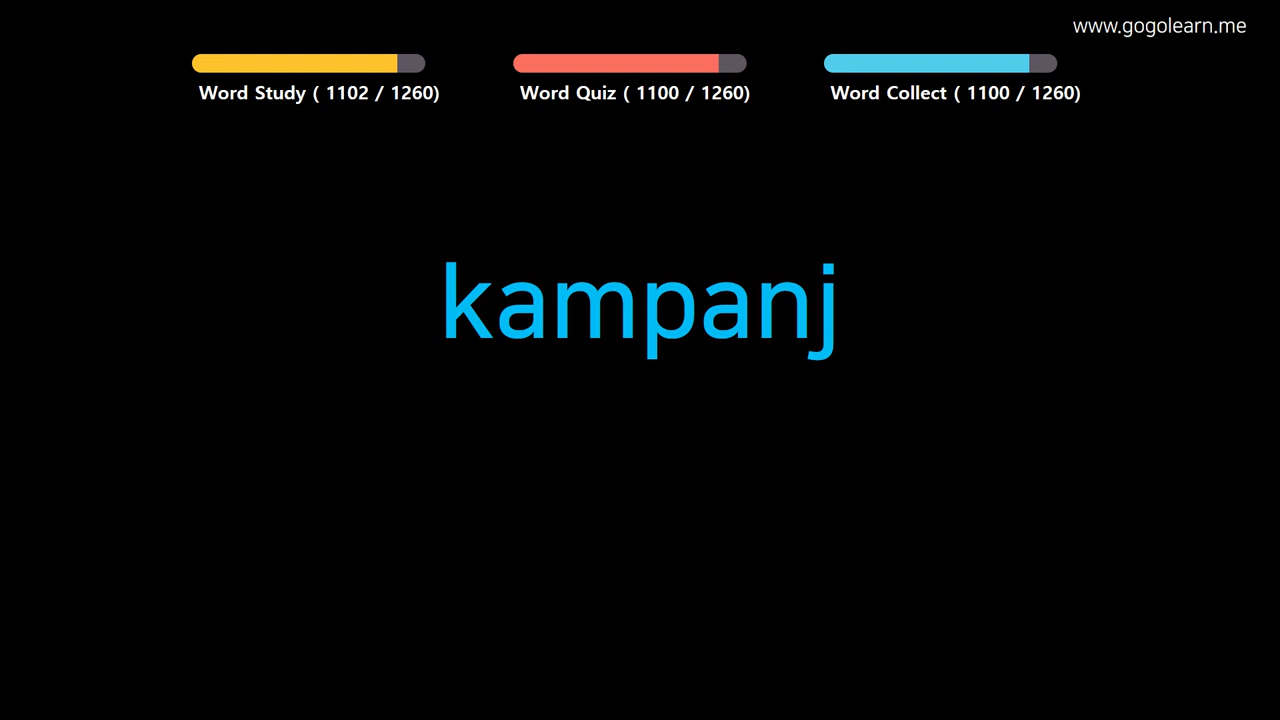 www.gogolearn.me
Word Study ( 1102 / 1260)
Word Quiz ( 1100 / 1260)
Word Collect ( 1100 / 1260)
kampanj